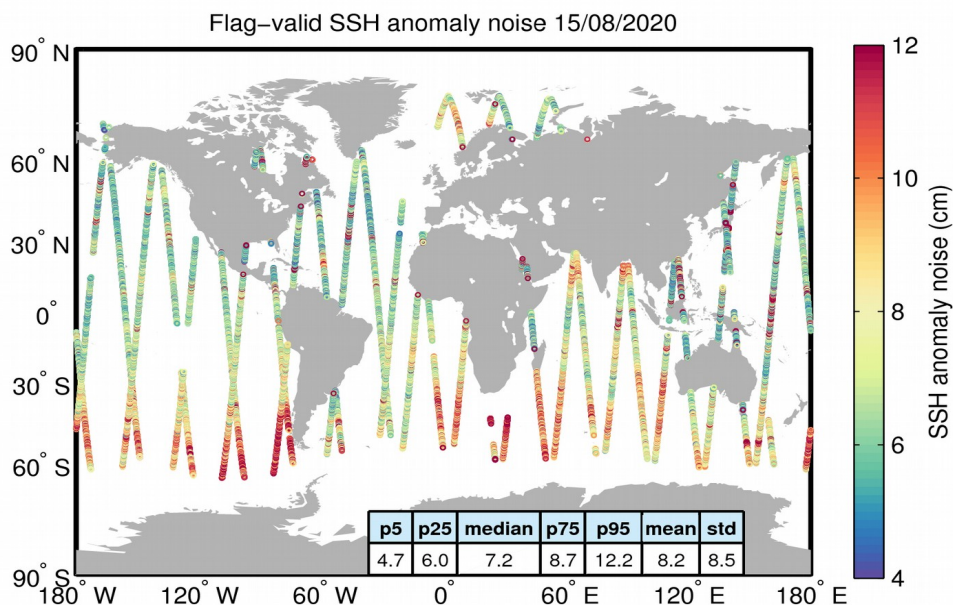 Flag−valid SSH anomaly noise 15/08/2020
90° N
60° N
30° N
0°
30° S
60° S
90° S
180° W
120° W
60° W
0°
60° E
120° E
180° E
p5 p25 median p75 p95 mean std
4.7 6.0 7.2 8.7 12.2 8.2 8.5
12
10
8
6
4
SSH anomaly noise (cm)